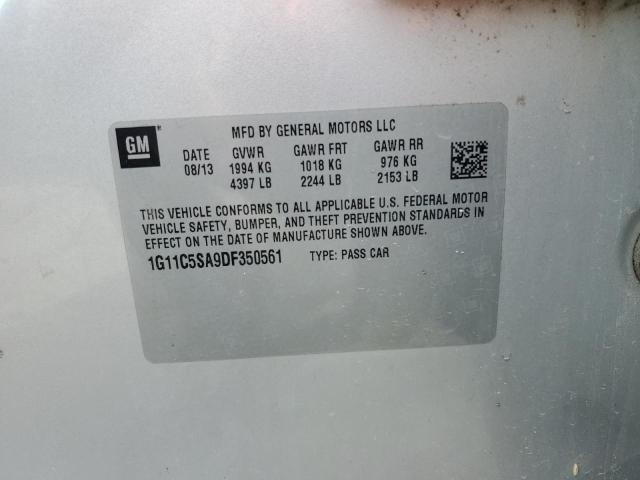 GM
MFD BY GENERAL MOTORS LLC
DATE GVWR GAWR FRT GAWR RR
08/13 1994 KG 1018 KG 976 KG
4397 LB 2244 LB 2153 LB
THIS VEHICLE CONFORMS TO ALL APPLICABLE U.S. FEDERAL MOTOR
VEHICLE SAFETY, BUMPER, AND THEFT PREVENTION STANDARDS IN
EFFECT ON THE DATE OF MANUFACTURE SHOWN ABOVE.
1G11C5SA9DF350561 TYPE: PASS CAR